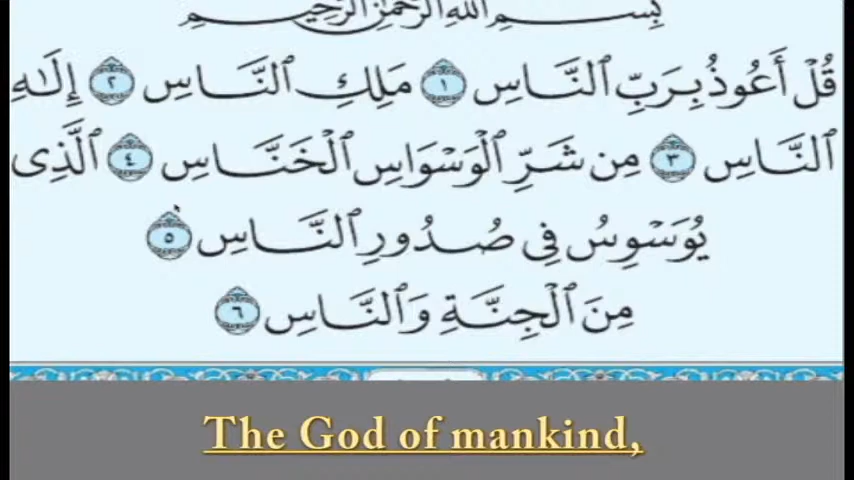 بِسۡمِ ٱللَّهِ ٱلرَّحۡمَٰنِ ٱلرَّحِيمِ
قُلۡ أَعُوذُ بِرَبِّ ٱلنَّاسِ ١ مَلِكِ ٱلنَّاسِ ٢ إِلَٰهِ
ٱلنَّاسِ ٣ مِن شَرِّ ٱلۡوَسۡوَاسِ ٱلۡخَنَّاسِ ٤ ٱلَّذِى
يُوَسۡوِسُ فِى صُدُورِ ٱلنَّاسِ ٥
مِنَ ٱلۡجِنَّةِ وَٱلنَّاسِ ٦
The God of mankind,